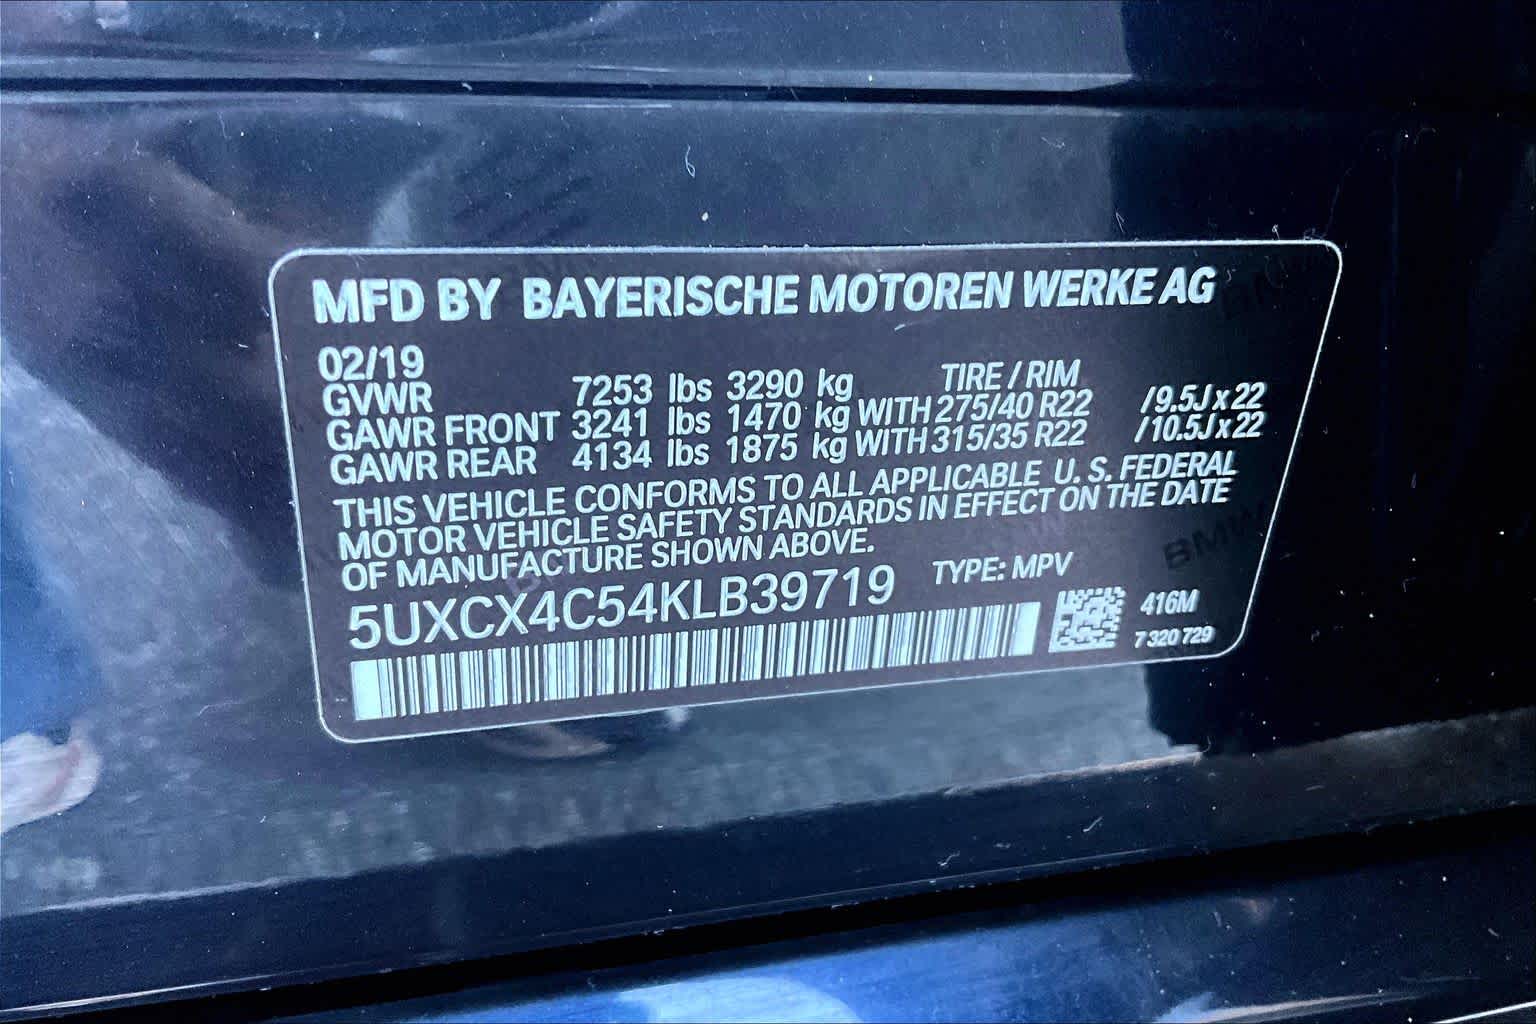 MFD BY BAYERISCHE MOTOREN WERKE AG
02/19
GVWR 7253 lbs 3290 kg TIRE / RIM
GAWR FRONT 3241 lbs 1470 kg WITH 275/40 R22 /9.5J x 22
GAWR REAR 4134 lbs 1875 kg WITH 315/35 R22 /10.5J x 22
THIS VEHICLE CONFORMS TO ALL APPLICABLE U. S. FEDERAL
MOTOR VEHICLE SAFETY STANDARDS IN EFFECT ON THE DATE
OF MANUFACTURE SHOWN ABOVE.
5UXCX4C54KLB39719 TYPE: MPV
416M
7 320 729
BMW